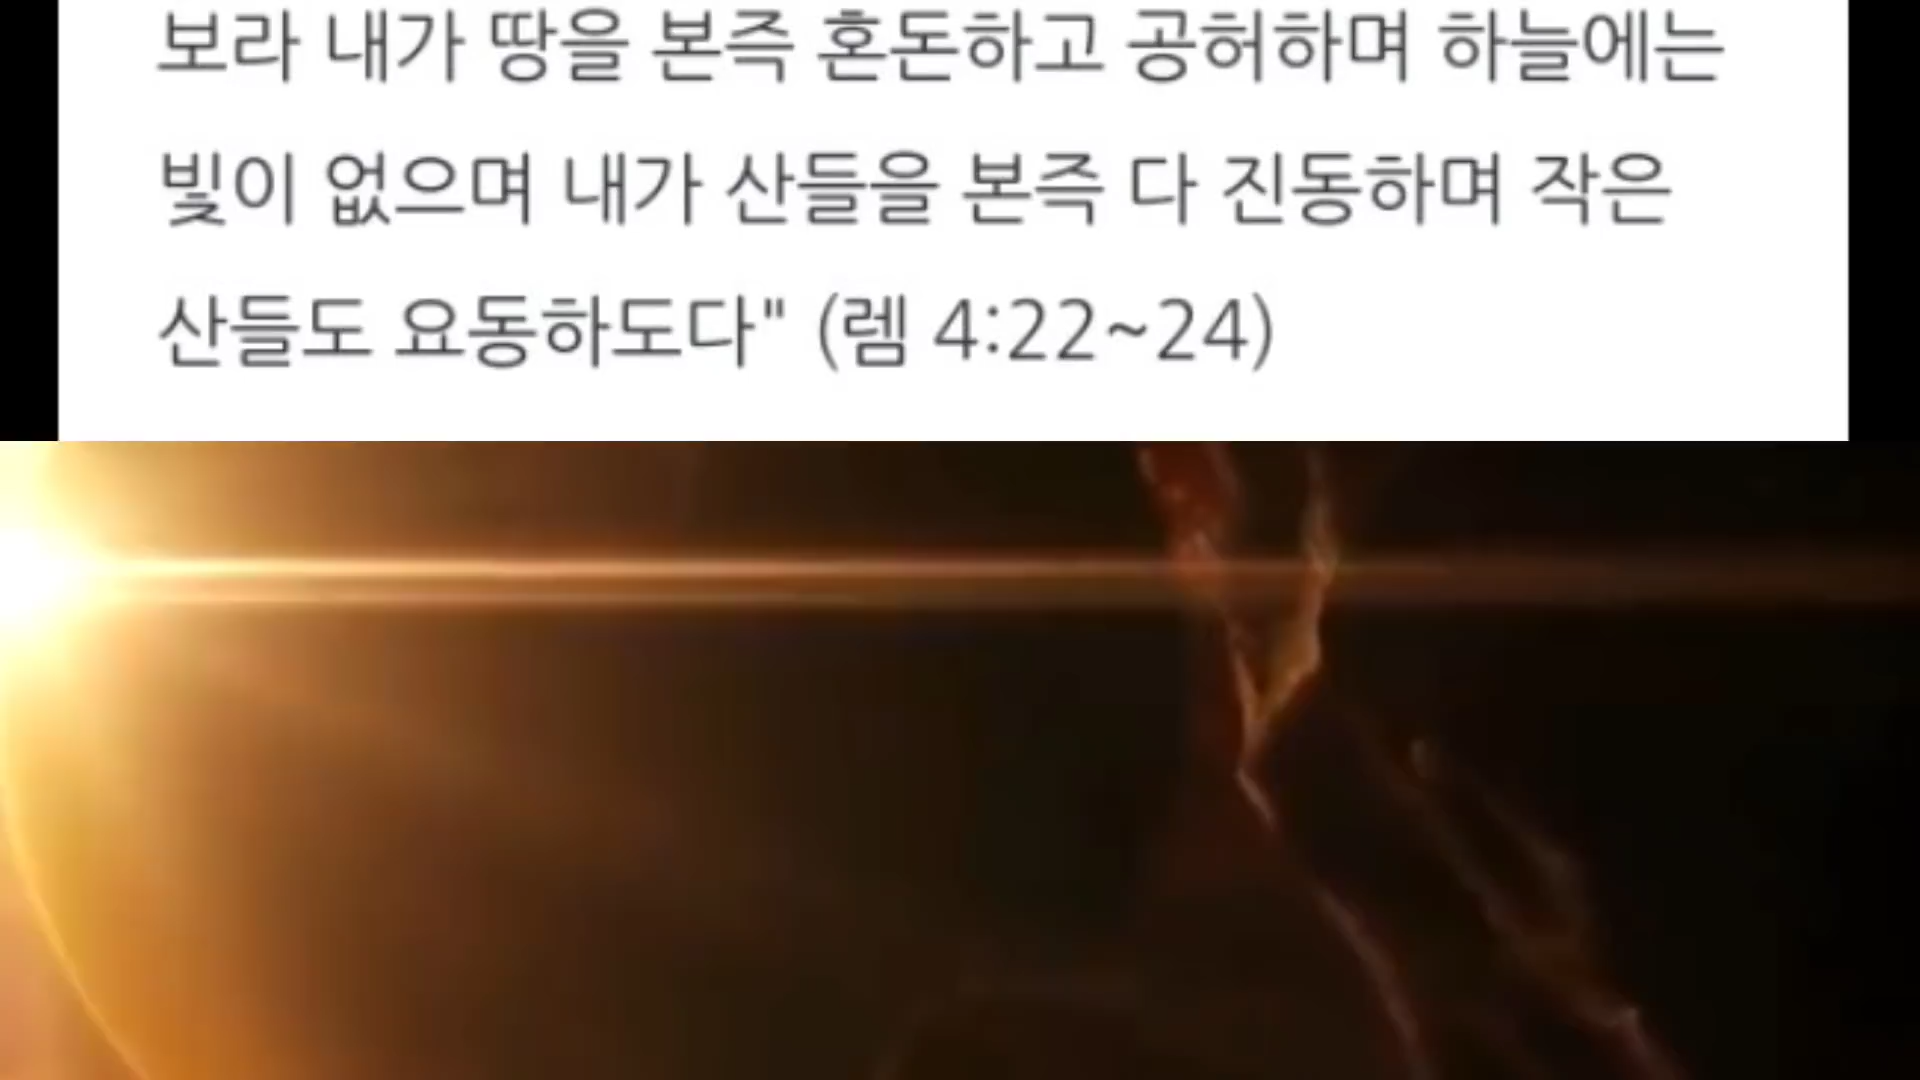 보라 내가 땅을 본즉 혼돈하고 공허하며 하늘에는
빛이 없으며 내가 산들을 본즉 다 진동하며 작은
산들도 요동하도다" (렘 4:22~24)